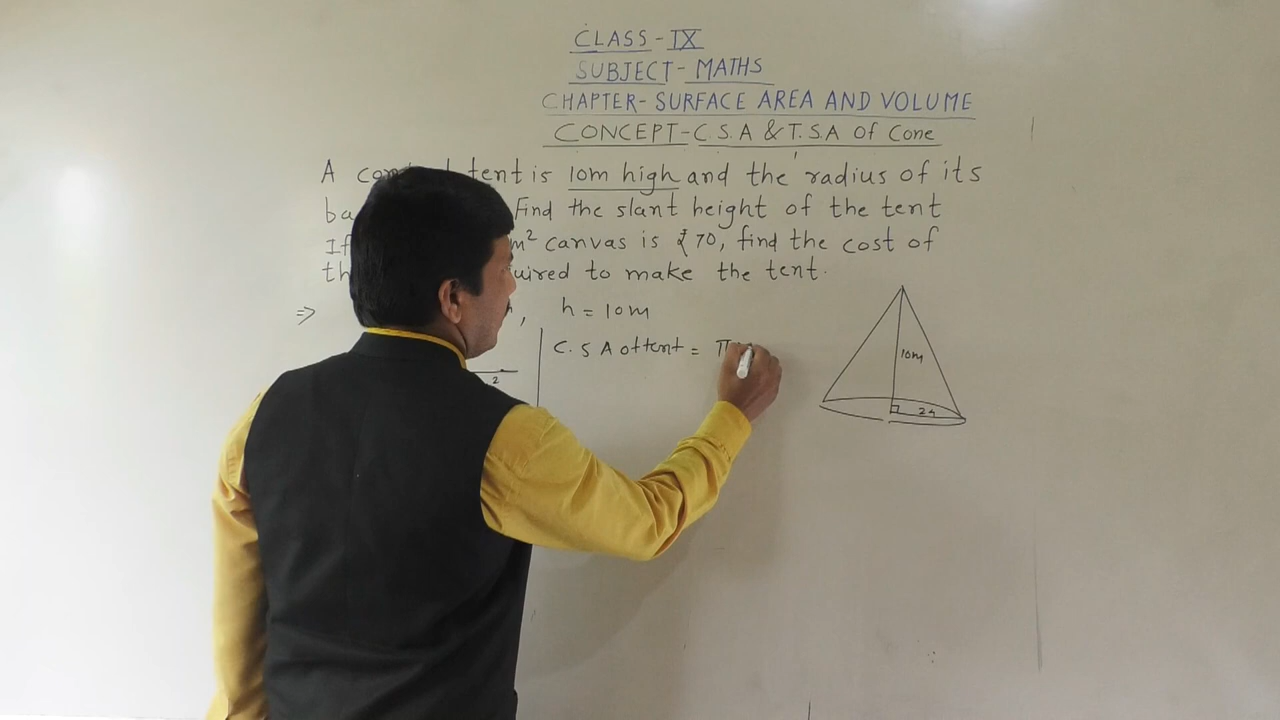 CLASS-IX
SUBJECT-MATHS
CHAPTER-SURFACE AREA AND VOLUME
CONCEPT-C.S.A & T.S.A of Cone
A tent is 10m high and the radius of its
Find the slant height of the tent
If m² canvas is ₹70, find the cost of
to make the tent.
⇒ , h = 10m
C.S A of tent = π
2
10m
24